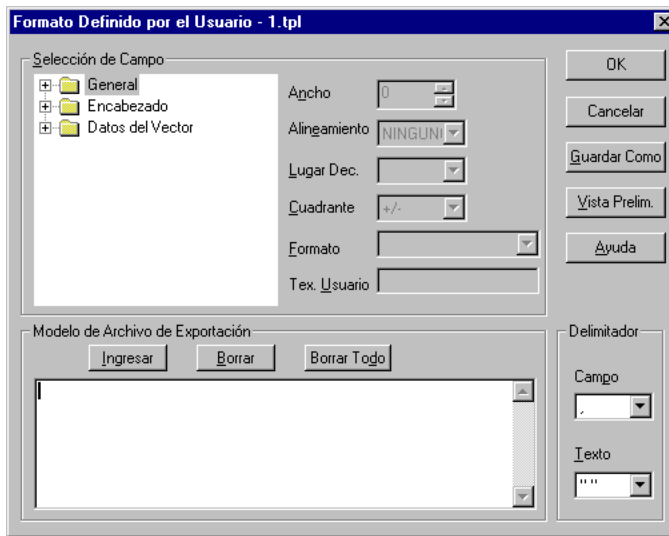 Formato Definido por el Usuario - 1.tpl
Selección de Campo
General
Encabezado
Datos del Vector
Ancho
0
Alineamiento
NINGUN
Lugar Dec.
Cuadrante
+/-
Formato
Tex. Usuario
OK
Cancelar
Guardar Como
Vista Prelim.
Ayuda
Modelo de Archivo de Exportación
Ingresar
Borrar
Borrar Todo
Delimitador
Campo
,
Texto
" "